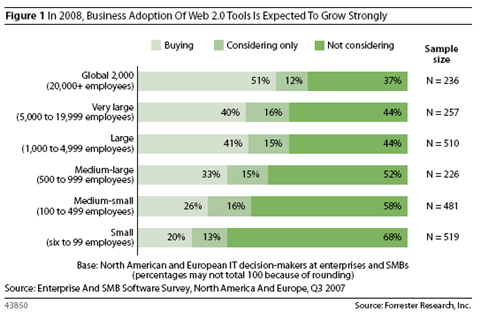 Figure 1 In 2008, Business Adoption Of Web 2.0 Tools Is Expected To Grow Strongly
Buying Considering only Not considering
Sample
size
Global 2,000
(20,000+ employees)
51% 12% 37% N = 236
Very large
(5,000 to 19,999 employees)
40% 16% 44% N = 257
Large
(1,000 to 4,999 employees)
41% 15% 44% N = 510
Medium-large
(500 to 999 employees)
33% 15% 52% N = 226
Medium-small
(100 to 499 employees)
26% 16% 58% N = 481
Small
(six to 99 employees)
20% 13% 68% N = 519
Base: North American and European IT decision-makers at enterprises and SMBs
(percentages may not total 100 because of rounding)
Source: Enterprise And SMB Software Survey, North America And Europe, Q3 2007
43850 Source: Forrester Research, Inc.